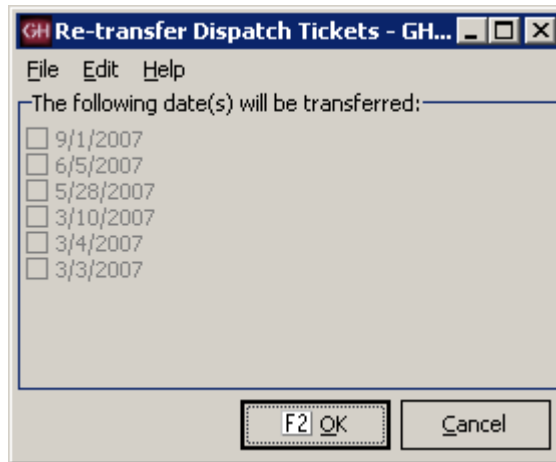 GH Re-transfer Dispatch Tickets - GH...
File Edit Help
The following date(s) will be transferred:
9/1/2007
6/5/2007
5/28/2007
3/10/2007
3/4/2007
3/3/2007
F2 OK Cancel